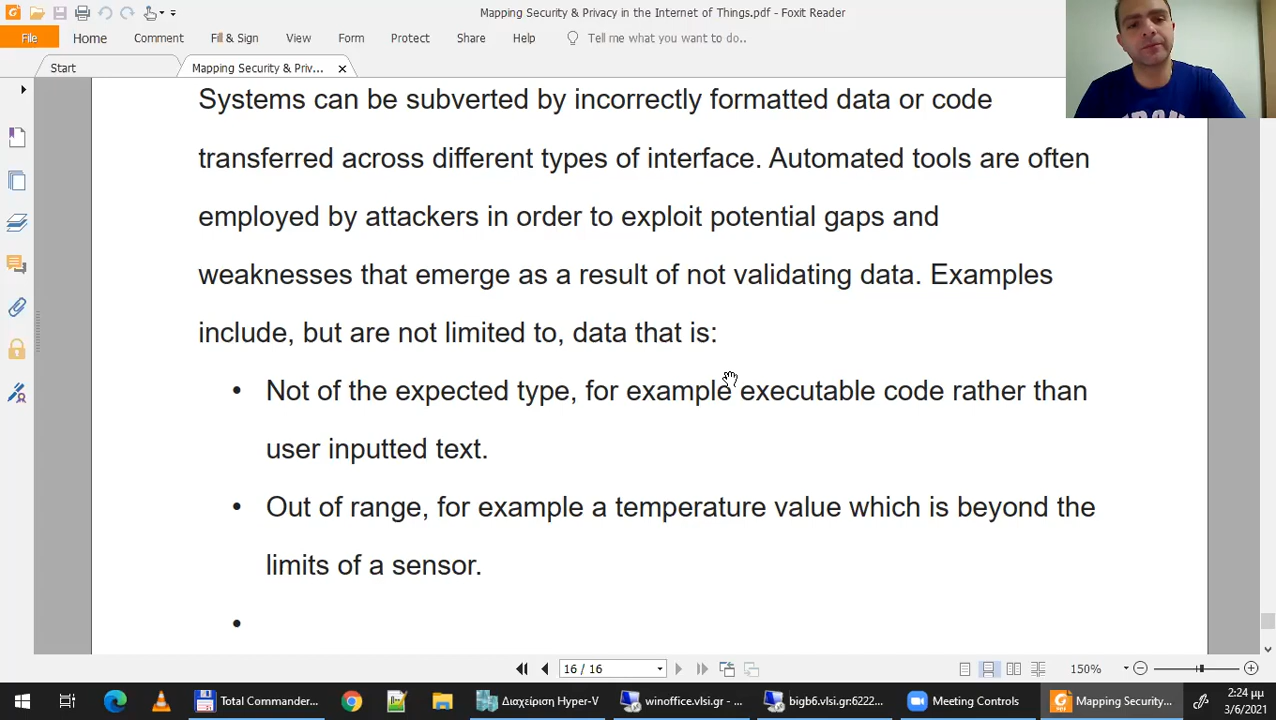 Mapping Security & Privacy in the Internet of Things.pdf - Foxit Reader
File Home Comment Fill & Sign View Form Protect Share Help Tell me what you want to do..
Start Mapping Security & Priv...
Systems can be subverted by incorrectly formatted data or code
transferred across different types of interface. Automated tools are often
employed by attackers in order to exploit potential gaps and
weaknesses that emerge as a result of not validating data. Examples
include, but are not limited to, data that is:
• Not of the expected type, for example executable code rather than
user inputted text.
• Out of range, for example a temperature value which is beyond the
limits of a sensor.
•
16 / 16 150%
Total Commander... Διαχείριση Hyper-V winoffice.vlsi.gr - ... bigb6.vlsi.gr:6222... Meeting Controls Mapping Security... 2:24 μμ
3/6/2021